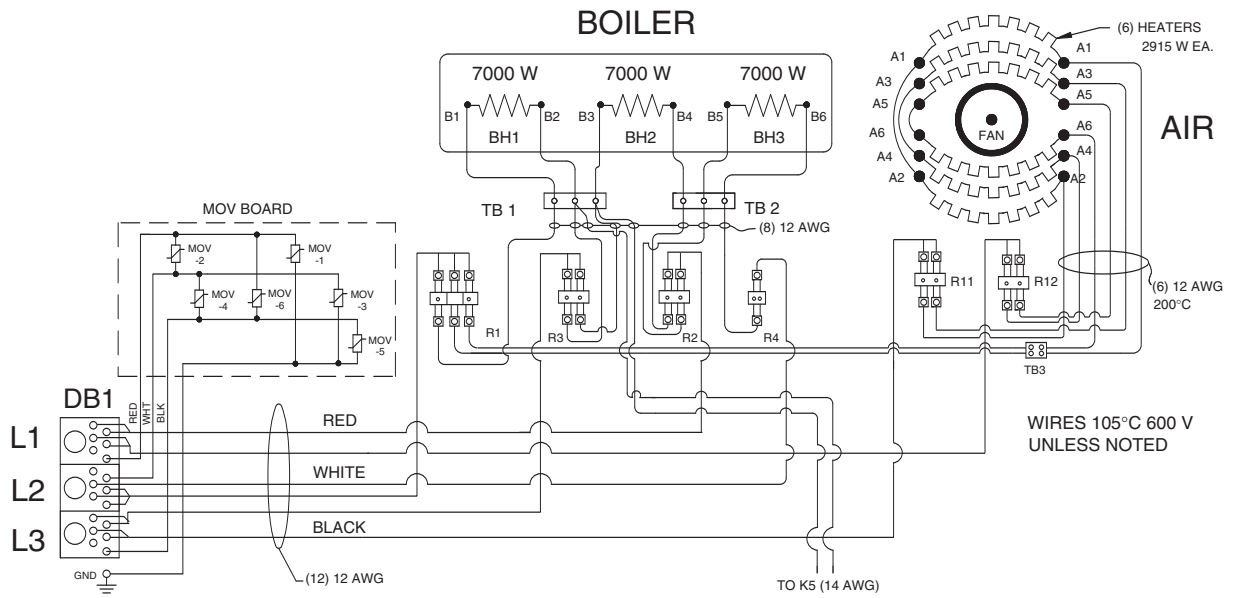 BOILER
(6) HEATERS
2915 W EA.
7000 W
7000 W
7000 W
B1
B2
B3
B4
B5
B6
BH1
BH2
BH3
A1
A3
A5
A6
A4
A2
FAN
A1
A3
A5
A6
A4
A2
AIR
TB 1
TB 2
(8) 12 AWG
MOV BOARD
MOV
-2
MOV
-1
MOV
-4
MOV
-6
MOV
-3
MOV
-5
R1
R3
R2
R4
R11
R12
(6) 12 AWG
200°C
TB3
DB1
RED
WHT
BLK
L1
RED
WIRES 105°C 600 V
UNLESS NOTED
L2
WHITE
L3
BLACK
GND
(12) 12 AWG
TO K5 (14 AWG)